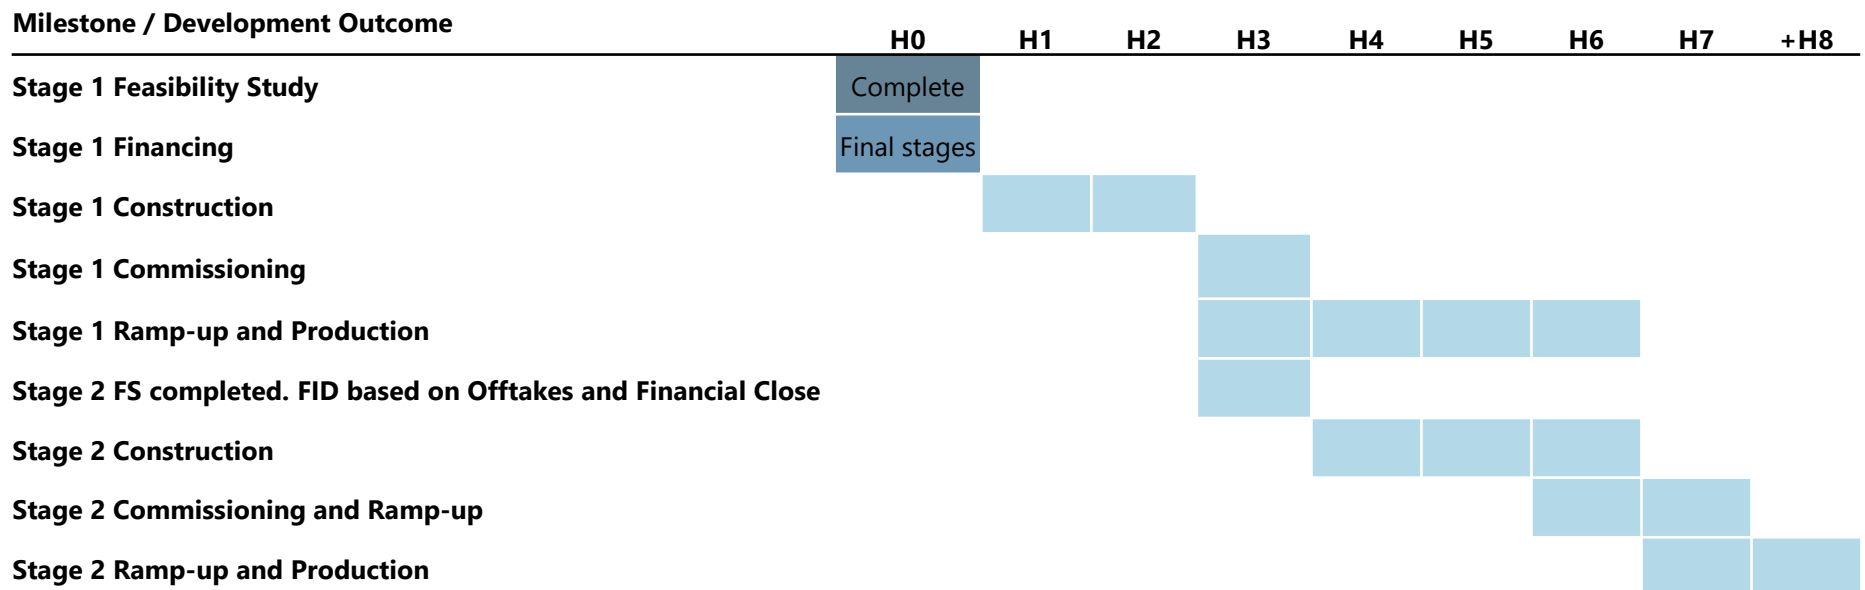 Milestone / Development Outcome H0 H1 H2 H3 H4 H5 H6 H7 +H8
Stage 1 Feasibility Study Complete
Stage 1 Financing Final stages
Stage 1 Construction
Stage 1 Commissioning
Stage 1 Ramp-up and Production
Stage 2 FS completed. FID based on Offtakes and Financial Close
Stage 2 Construction
Stage 2 Commissioning and Ramp-up
Stage 2 Ramp-up and Production